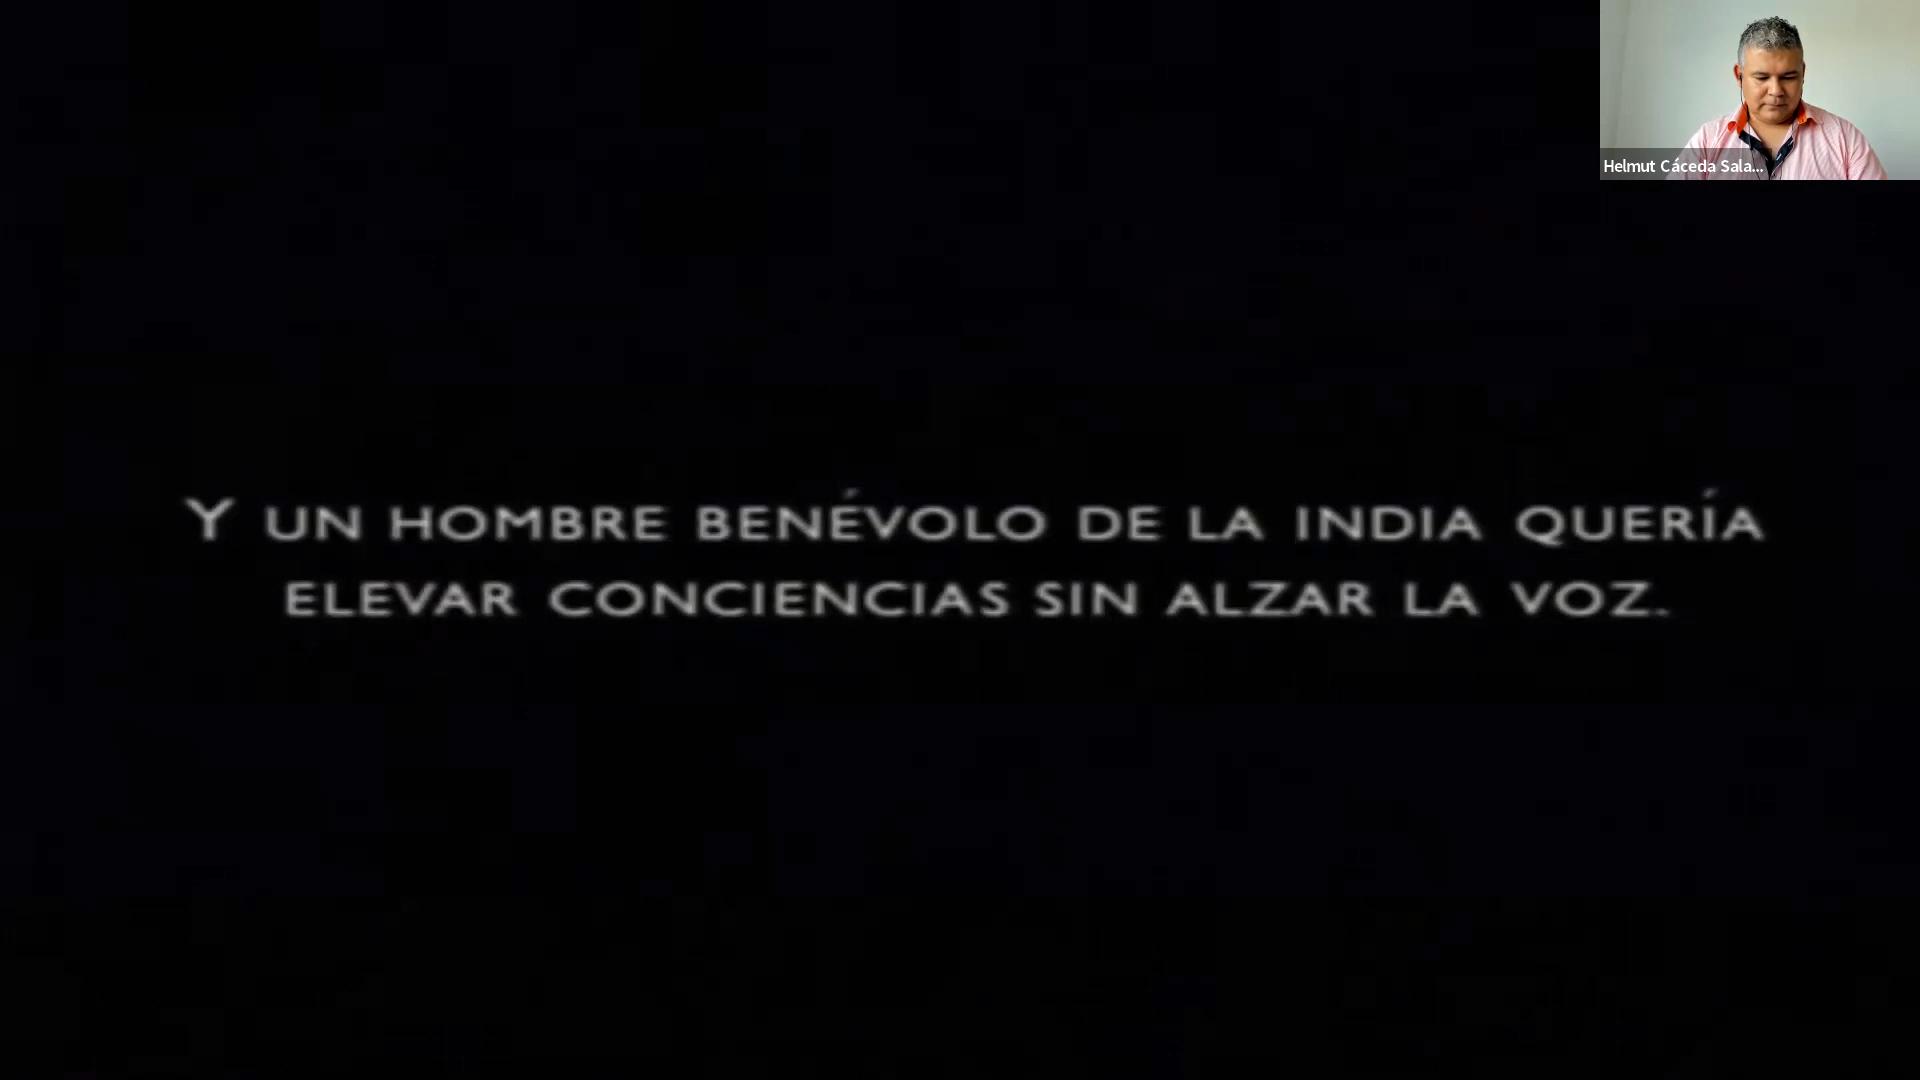 Helmut Cáceda Sala...
Y UN HOMBRE BENÉVOLO DE LA INDIA QUERÍA
ELEVAR CONCIENCIAS SIN ALZAR LA VOZ.